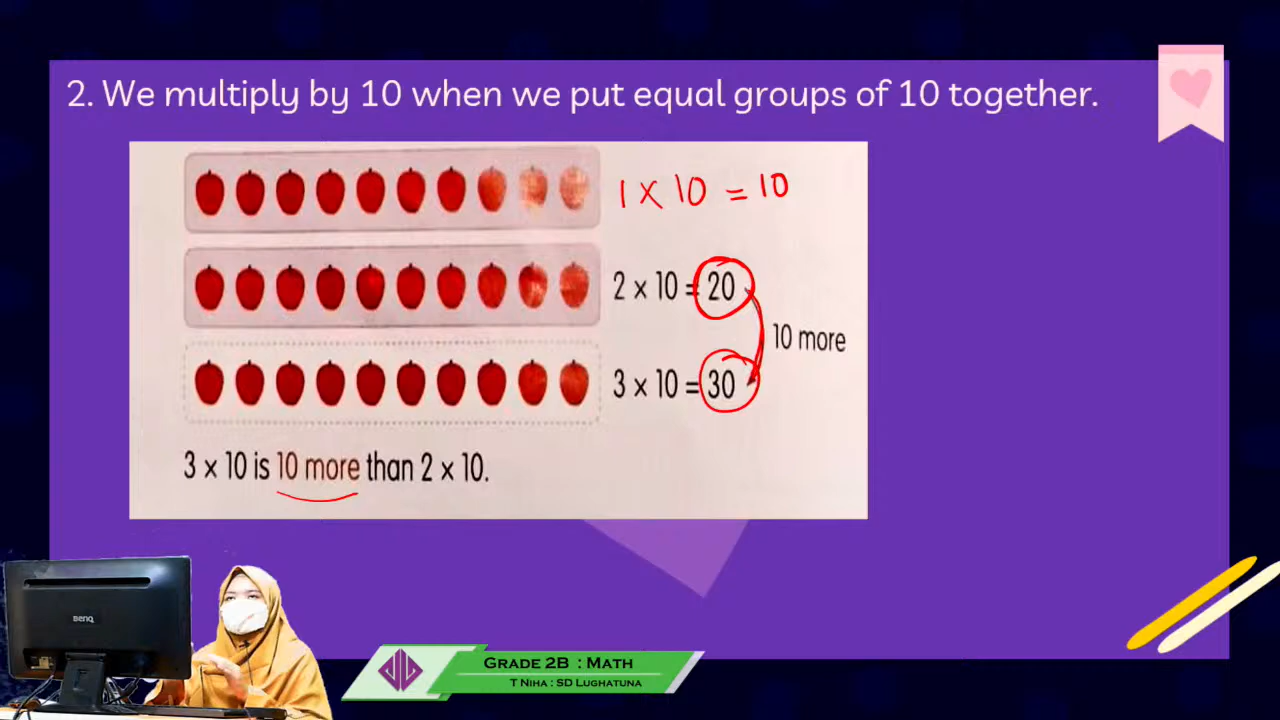 2. We multiply by 10 when we put equal groups of 10 together.
1 × 10 = 10
2 × 10 = 20
10 more
3 × 10 = 30
3 × 10 is 10 more than 2 × 10.
BENQ
GRADE 2B : MATH
T NIHA : SD LUGHATUNA